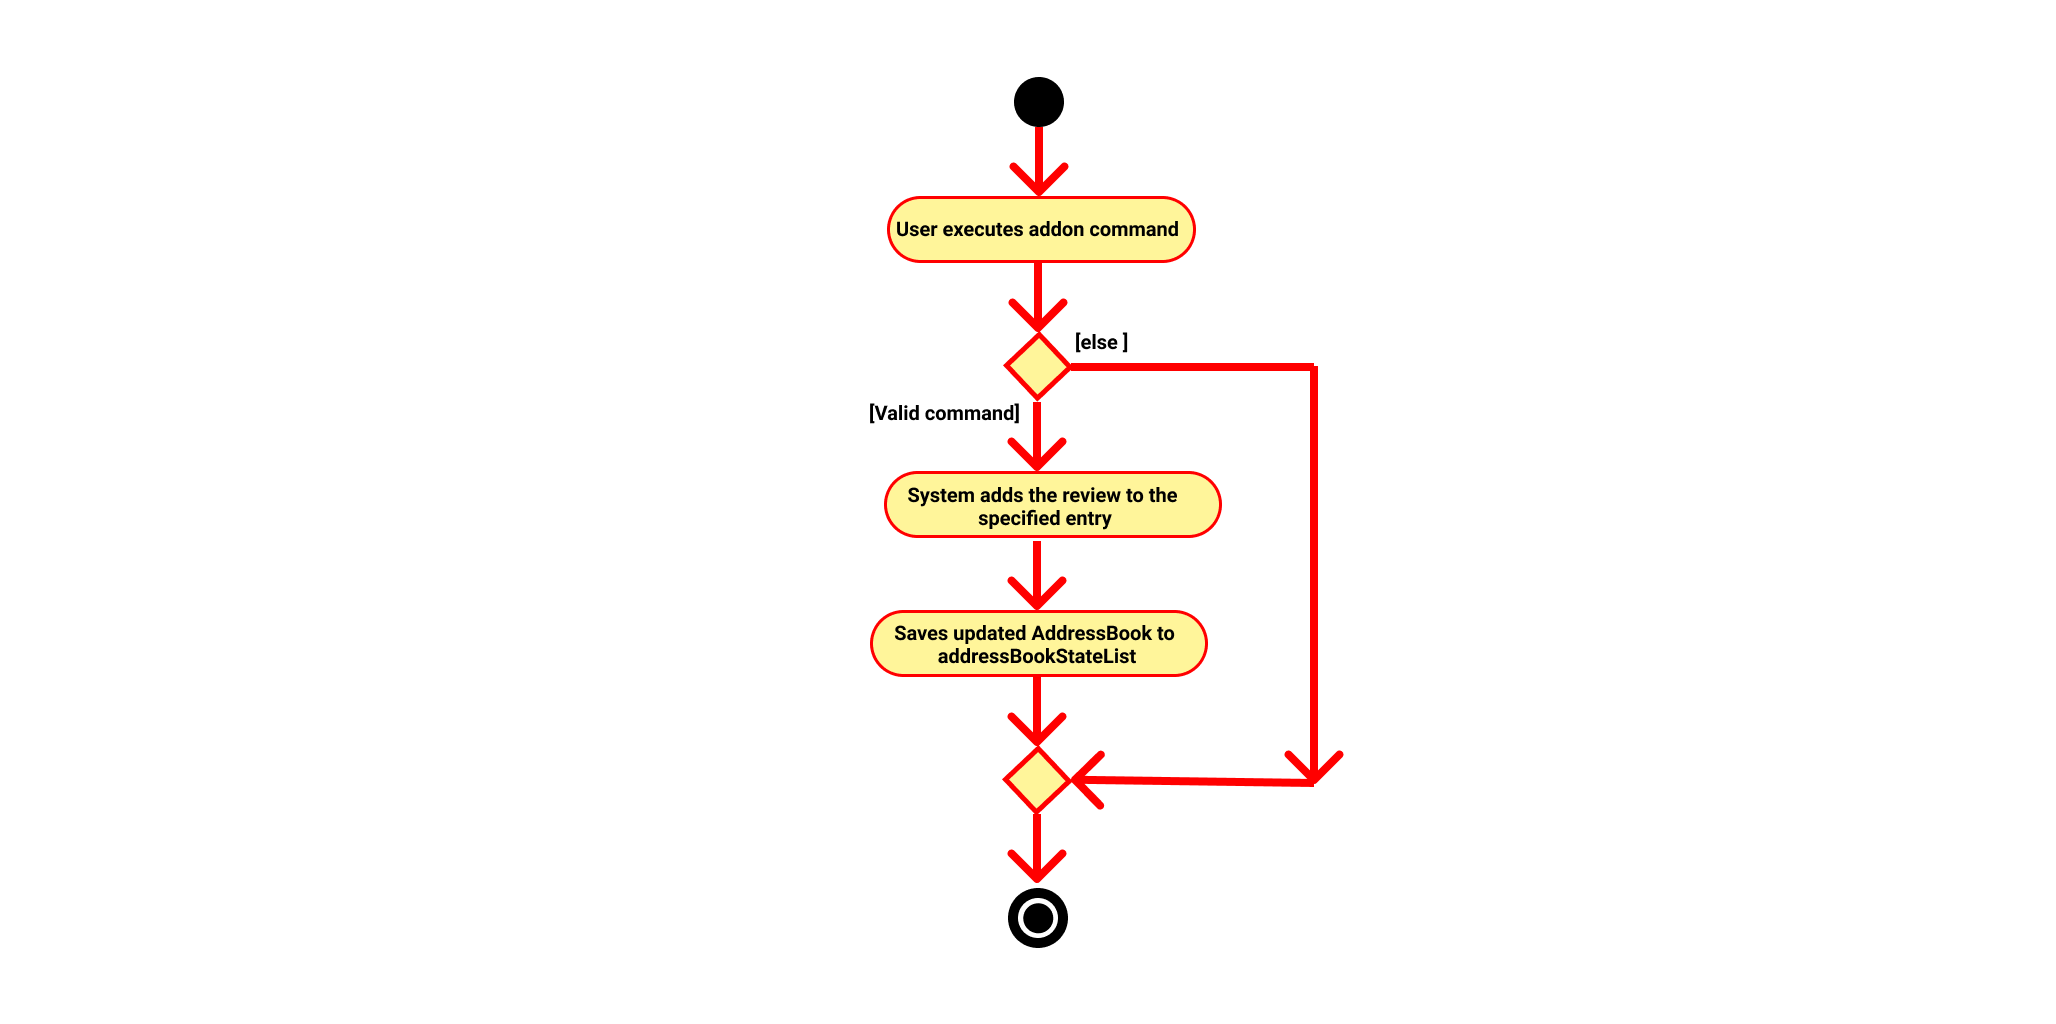 User executes addon command
[else ]
[Valid command]
System adds the review to the
specified entry
Saves updated AddressBook to
addressBookStateList